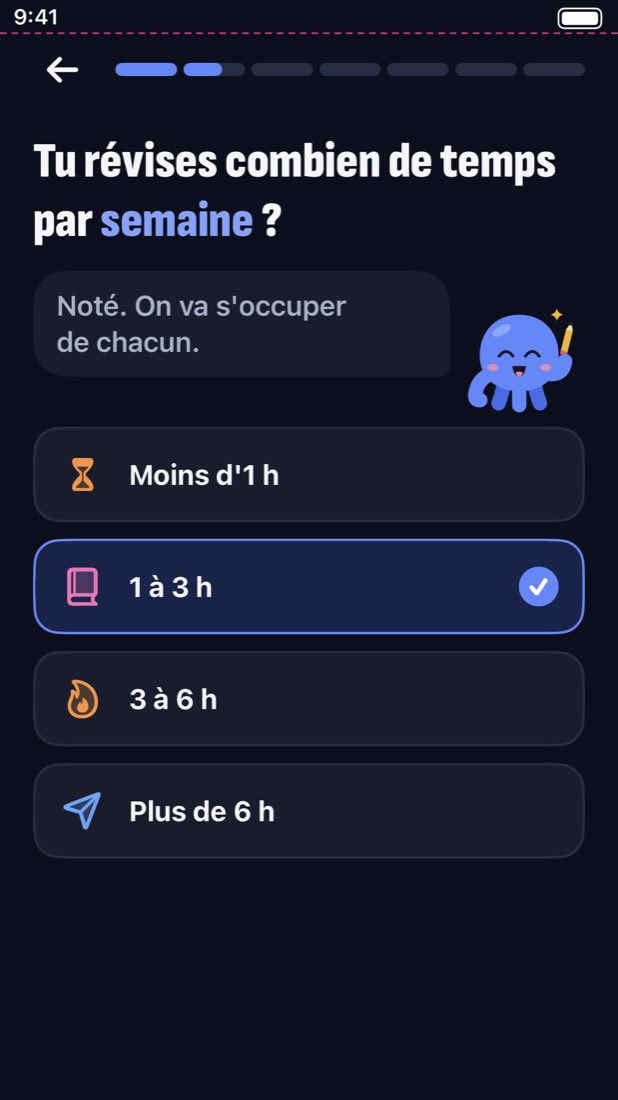 9:41
Tu révises combien de temps
par semaine ?
Noté. On va s'occuper
de chacun.
Moins d'1 h
1 à 3 h
3 à 6 h
Plus de 6 h